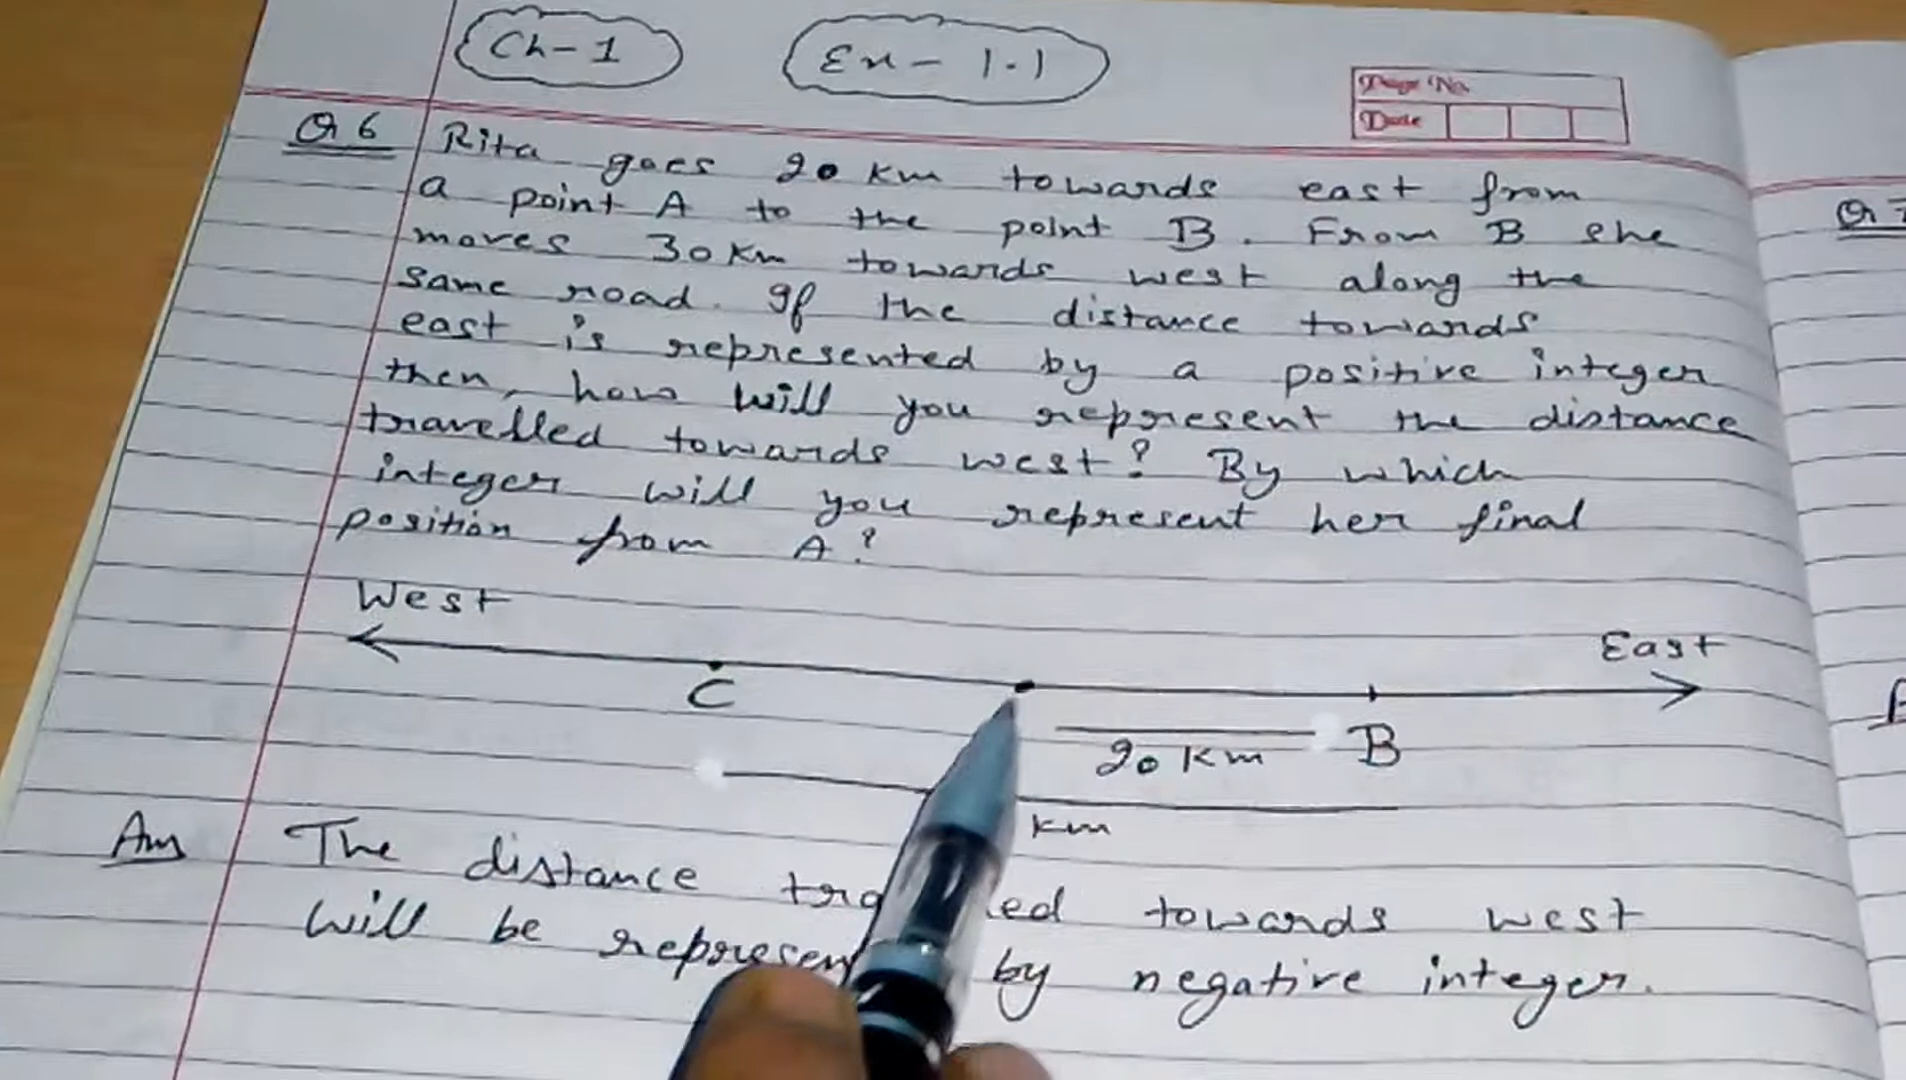 Ch-1
Ex- 1.1
Page No.
Date
Q 6 Rita goes 20 km towards east from
a point A to the point B. From B she
moves 30 km towards west along the
same road. If the distance towards
east is represented by a positive integer
then, how will you represent the distance
travelled towards west? By which
integer will you represent her final
position from A?
West
East
C
20 km B
km
Ans The distance towards west
will be by negative integer.